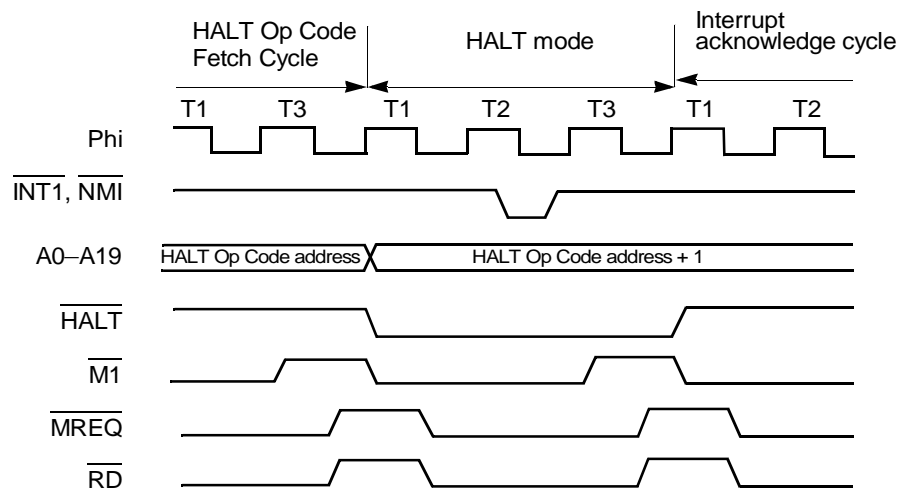 HALT Op Code
Fetch Cycle
HALT mode
Interrupt
acknowledge cycle
T1 T3 T1 T2 T3 T1 T2
Phi
INT1, NMI
A0–A19
HALT Op Code address
HALT Op Code address + 1
HALT
M1
MREQ
RD